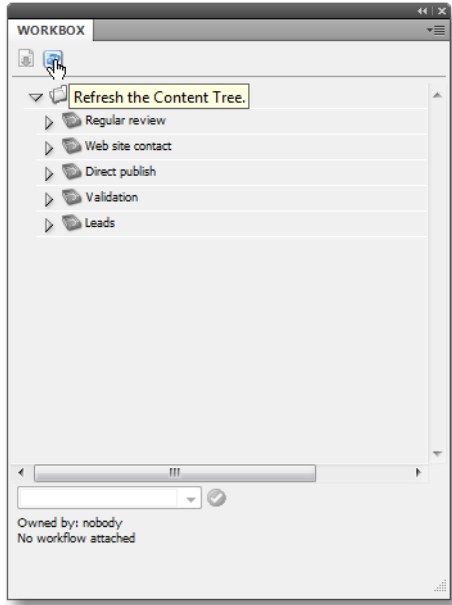 WORKBOX
Refresh the Content Tree.
Regular review
Web site contact
Direct publish
Validation
Leads
Owned by: nobody
No workflow attached